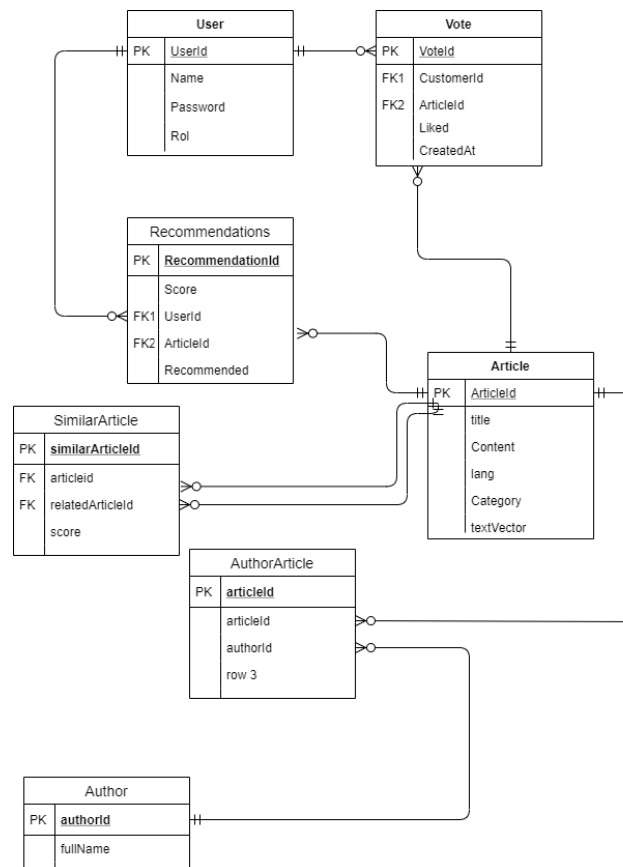 User
PK UserId
Name
Password
Rol
Vote
PK VoteId
FK1 CustomerId
FK2 ArticleId
Liked
CreatedAt
Recommendations
PK RecommendationId
Score
FK1 UserId
FK2 ArticleId
Recommended
Article
PK ArticleId
title
Content
lang
Category
textVector
SimilarArticle
PK similarArticleId
FK articleid
FK relatedArticleId
score
AuthorArticle
PK articleId
articleId
authorId
row 3
Author
PK authorId
fullName